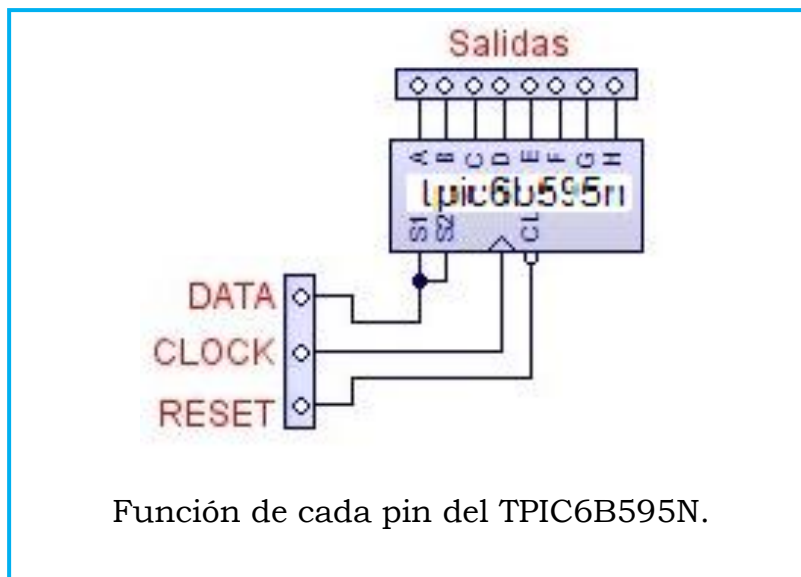 Salidas
A B C D E F G H
tpic6b595n
S1 S2 CL
DATA
CLOCK
RESET
Función de cada pin del TPIC6B595N.